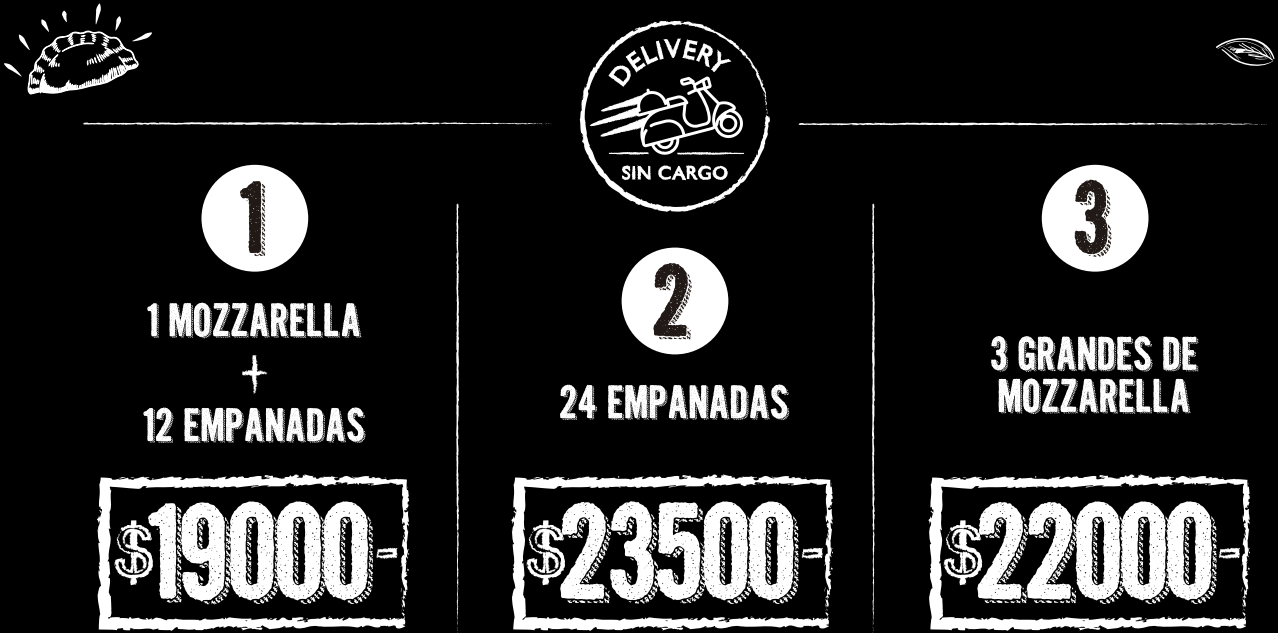 DELIVERY
SIN CARGO
1
1 MOZZARELLA
+
12 EMPANADAS
$19000-
2
24 EMPANADAS
$23500-
3
3 GRANDES DE
MOZZARELLA
$22000-